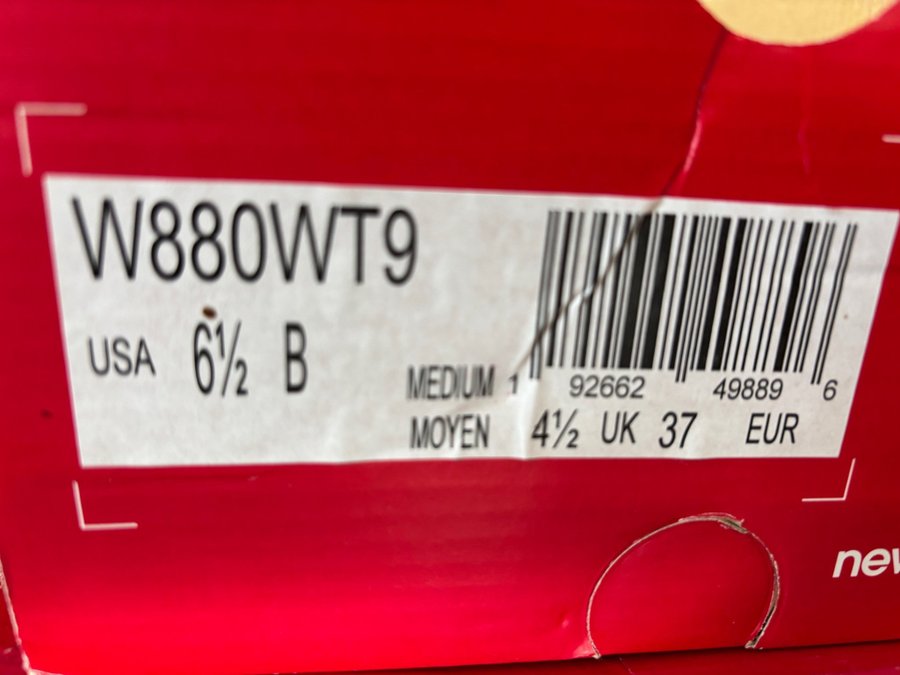 W880WT9
USA 6½ B
MEDIUM 1 92662 49889 6
MOYEN 4½ UK 37 EUR
new